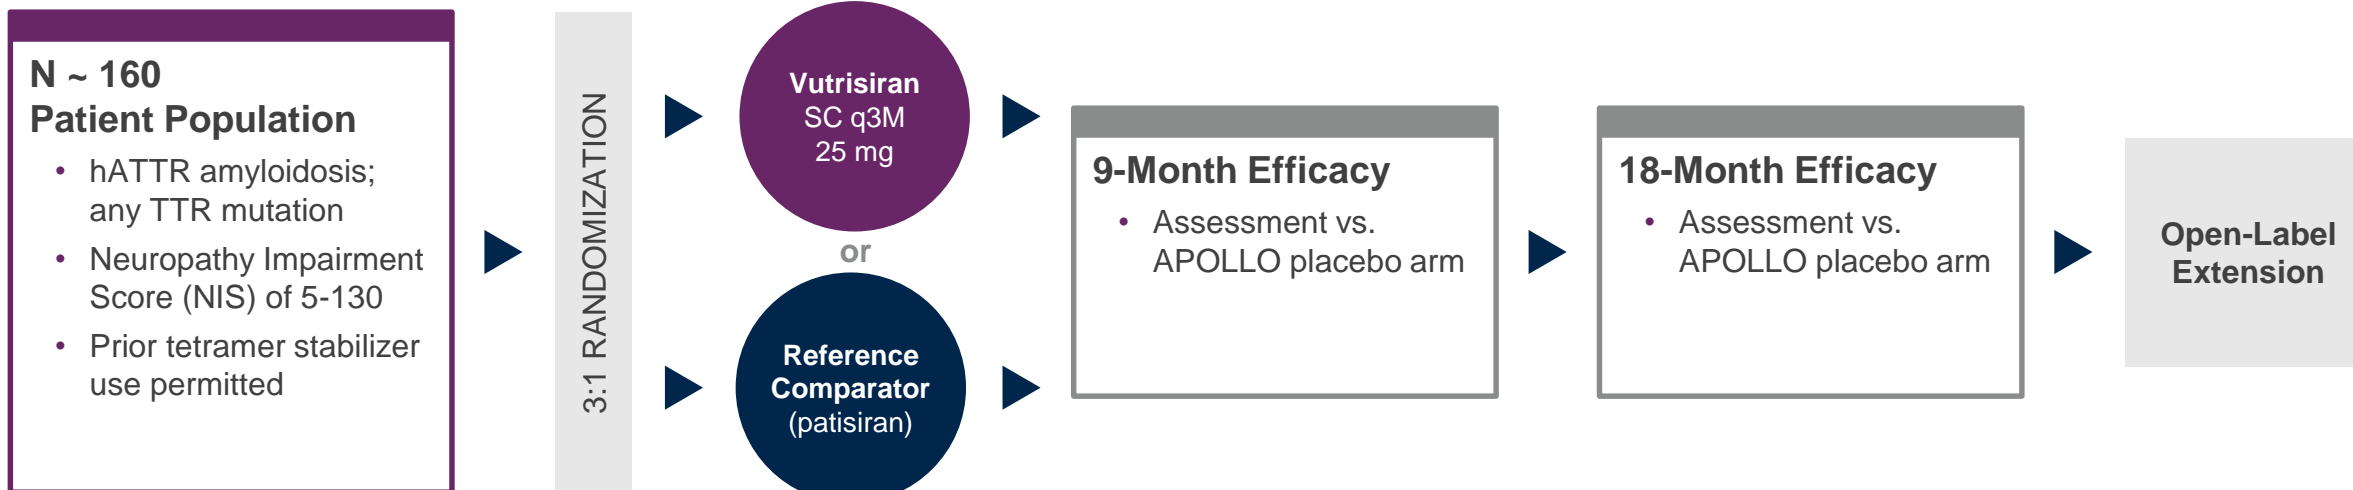 N ~ 160
Patient Population
• hATTR amyloidosis;
any TTR mutation
• Neuropathy Impairment
Score (NIS) of 5-130
• Prior tetramer stabilizer
use permitted
3:1 RANDOMIZATION
Vutrisiran
SC q3M
25 mg
or
Reference
Comparator
(patisiran)
9-Month Efficacy
• Assessment vs.
APOLLO placebo arm
18-Month Efficacy
• Assessment vs.
APOLLO placebo arm
Open-Label
Extension